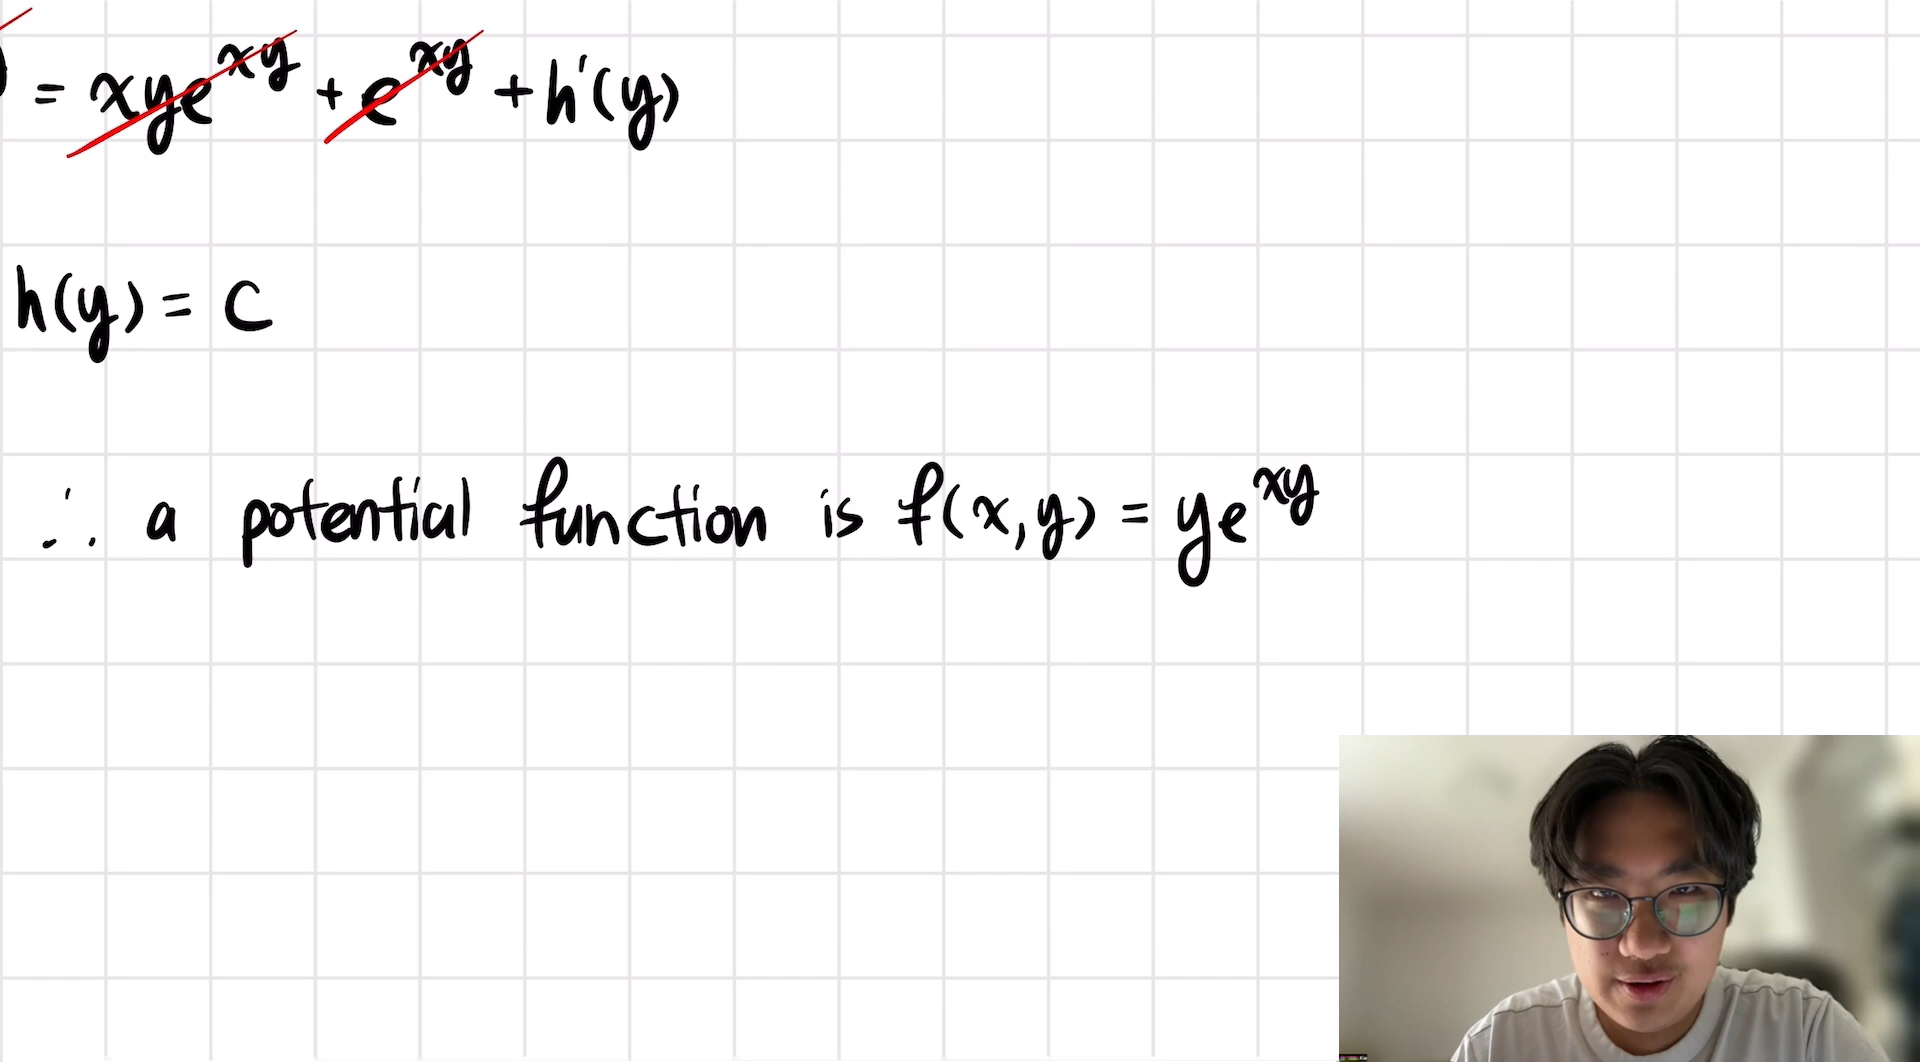 = xye^xy + e^xy + h'(y)
h(y) = C
∴ a potential function is f(x,y) = ye^xy